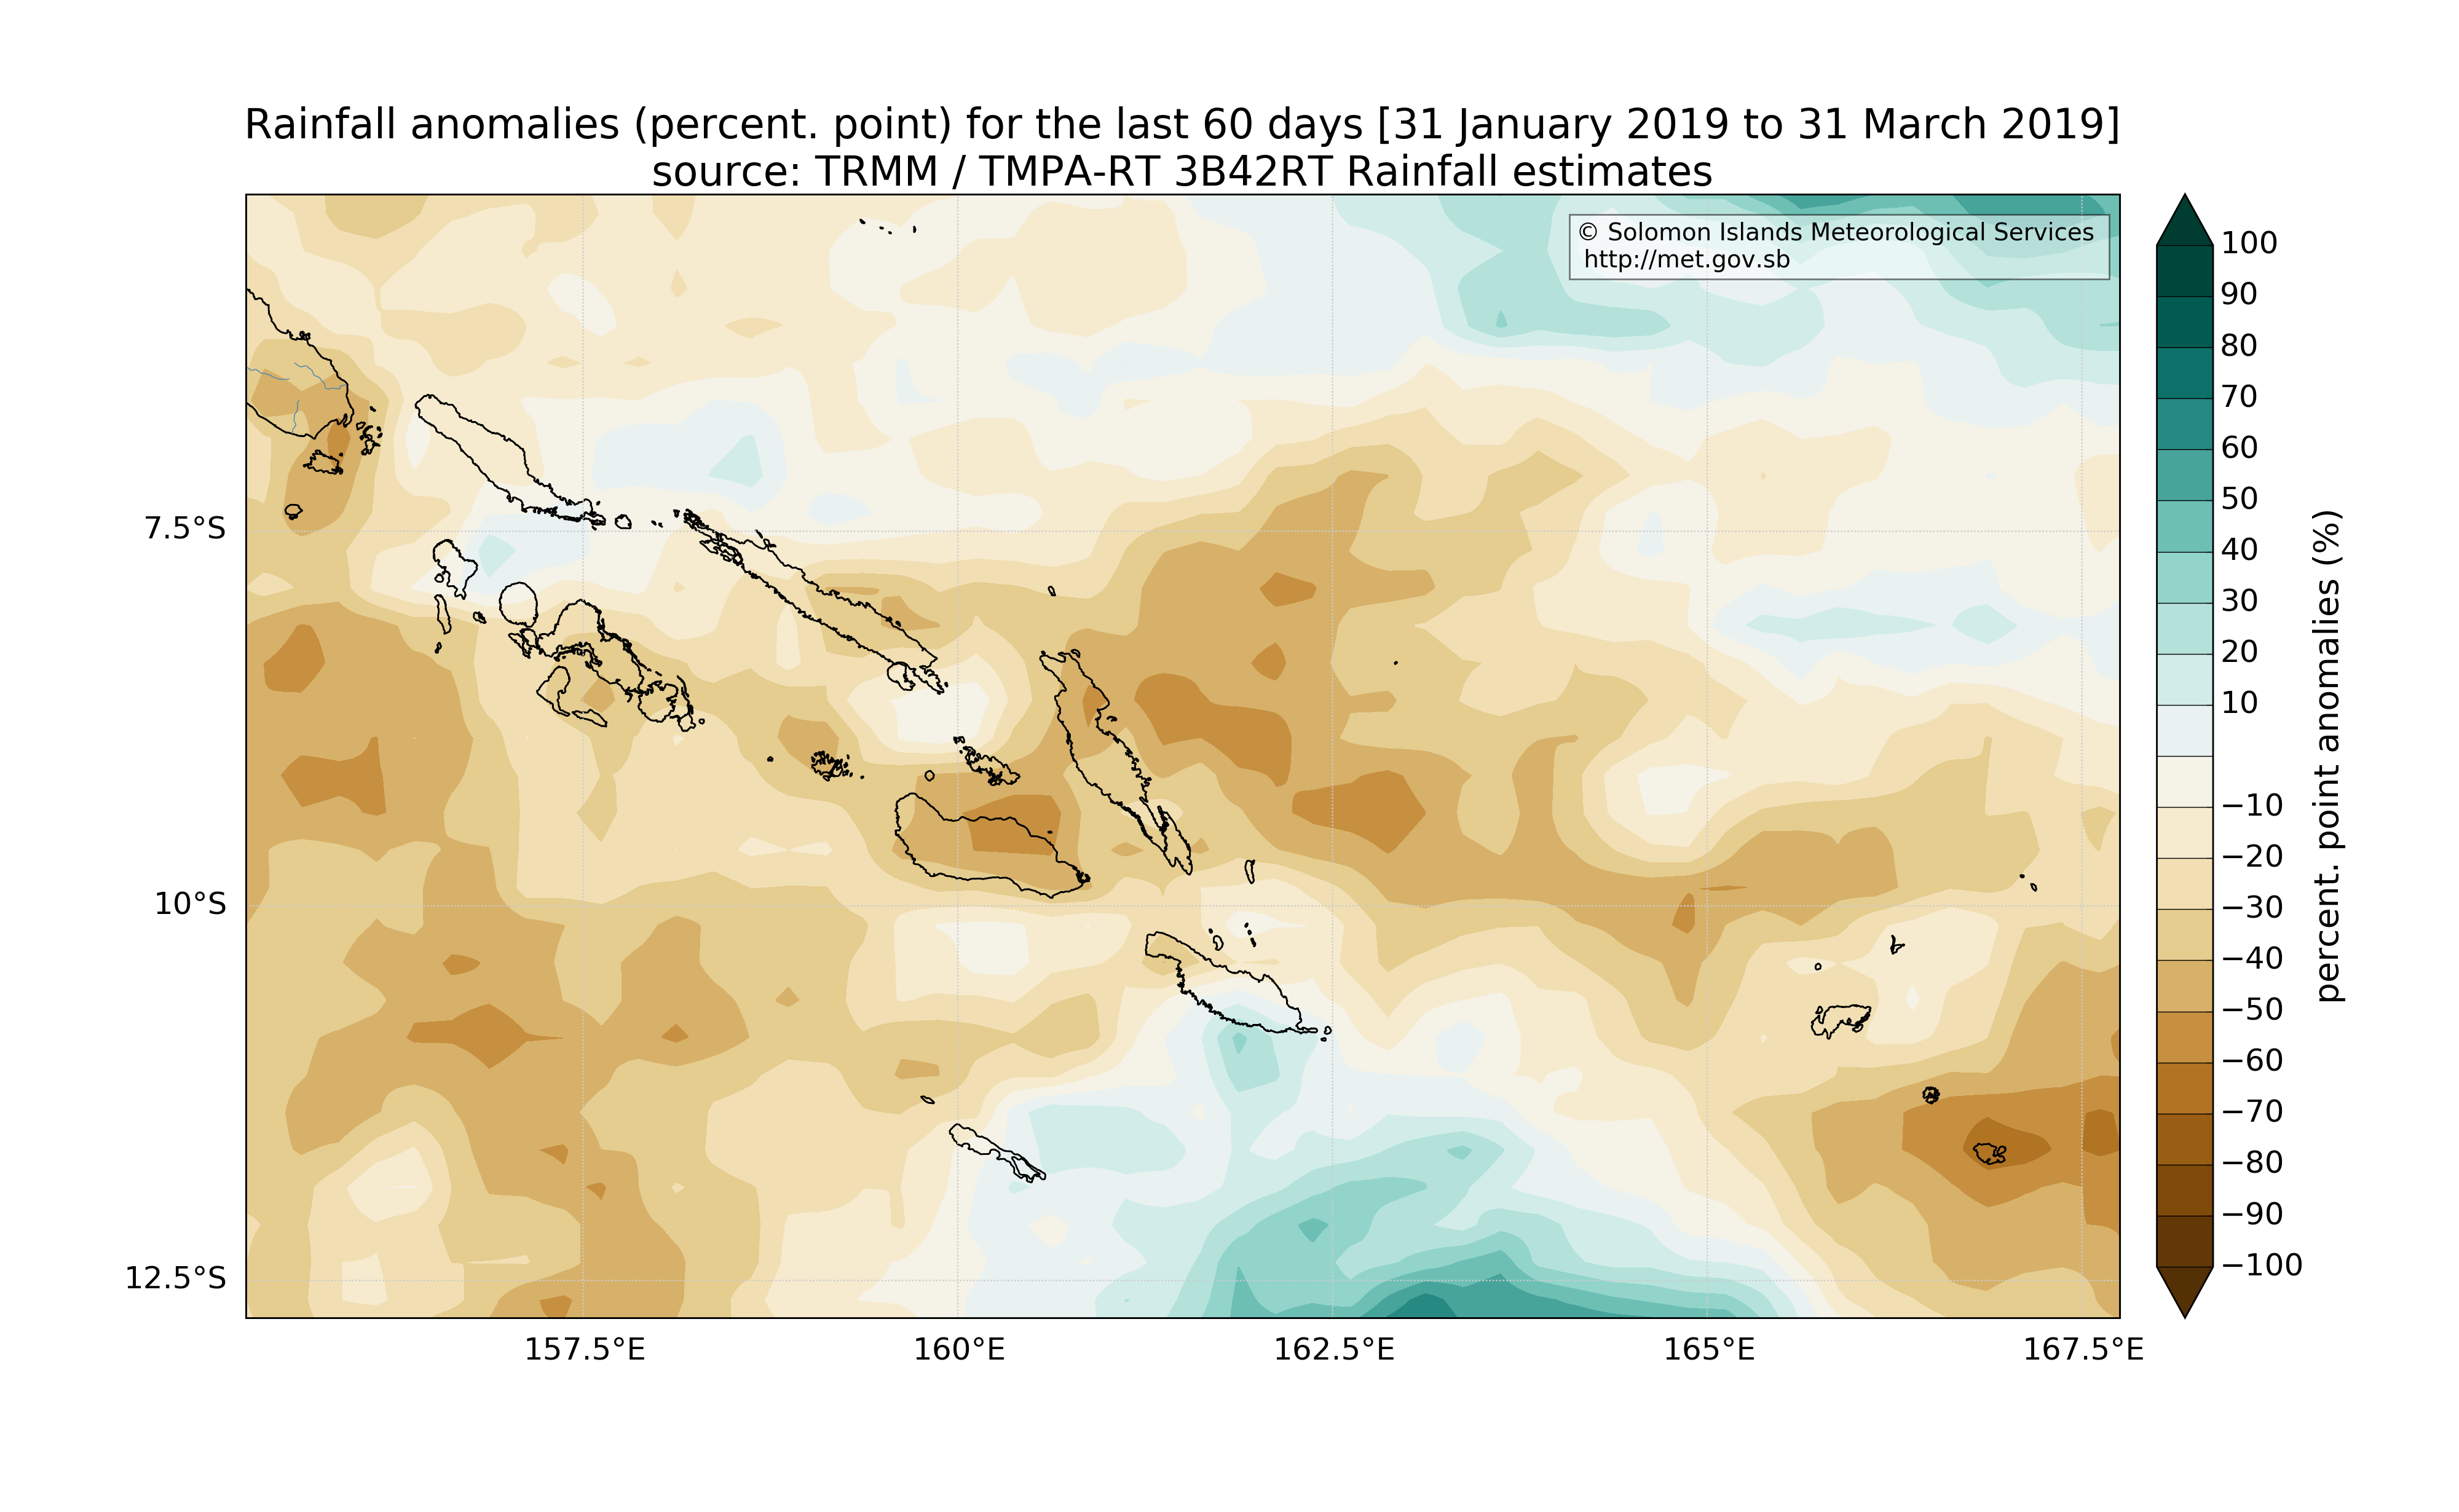 Rainfall anomalies (percent. point) for the last 60 days [31 January 2019 to 31 March 2019]
source: TRMM / TMPA-RT 3B42RT Rainfall estimates
© Solomon Islands Meteorological Services
http://met.gov.sb
7.5°S
10°S
12.5°S
157.5°E
160°E
162.5°E
165°E
167.5°E
100
90
80
70
60
50
40
30
20
10
−10
−20
−30
−40
−50
−60
−70
−80
−90
−100
percent. point anomalies (%)